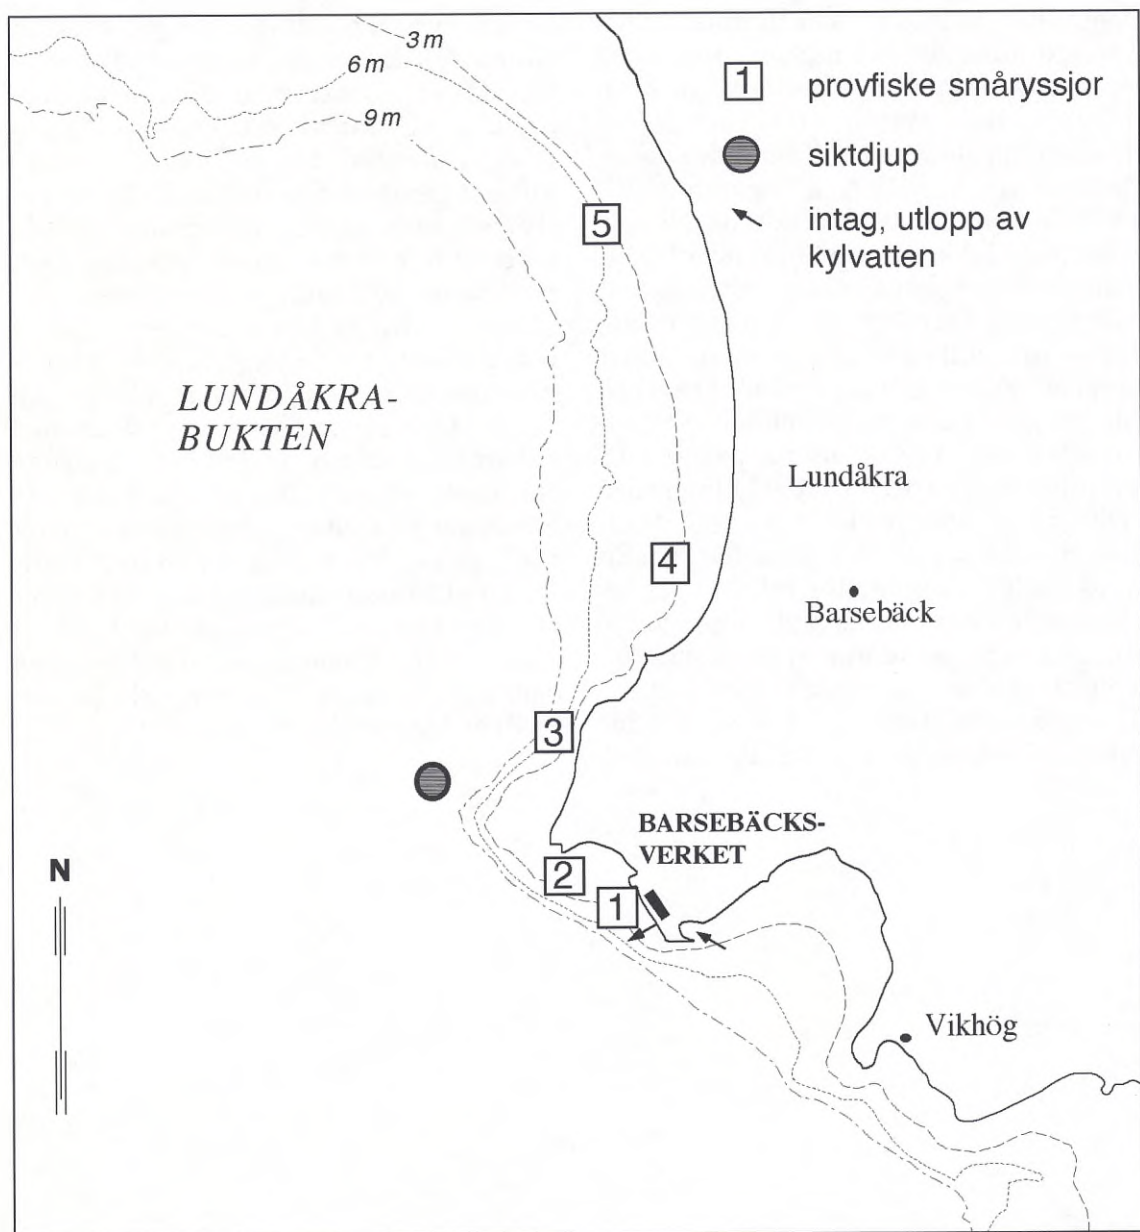 3 m
6 m
9 m
1 provfiske småryssjor
siktdjup
intag, utlopp av
kylvatten
5
LUNDÅKRA-
BUKTEN
Lundåkra
4
Barsebäck
3
BARSEBÄCKS-
VERKET
2
1
N
Vikhög